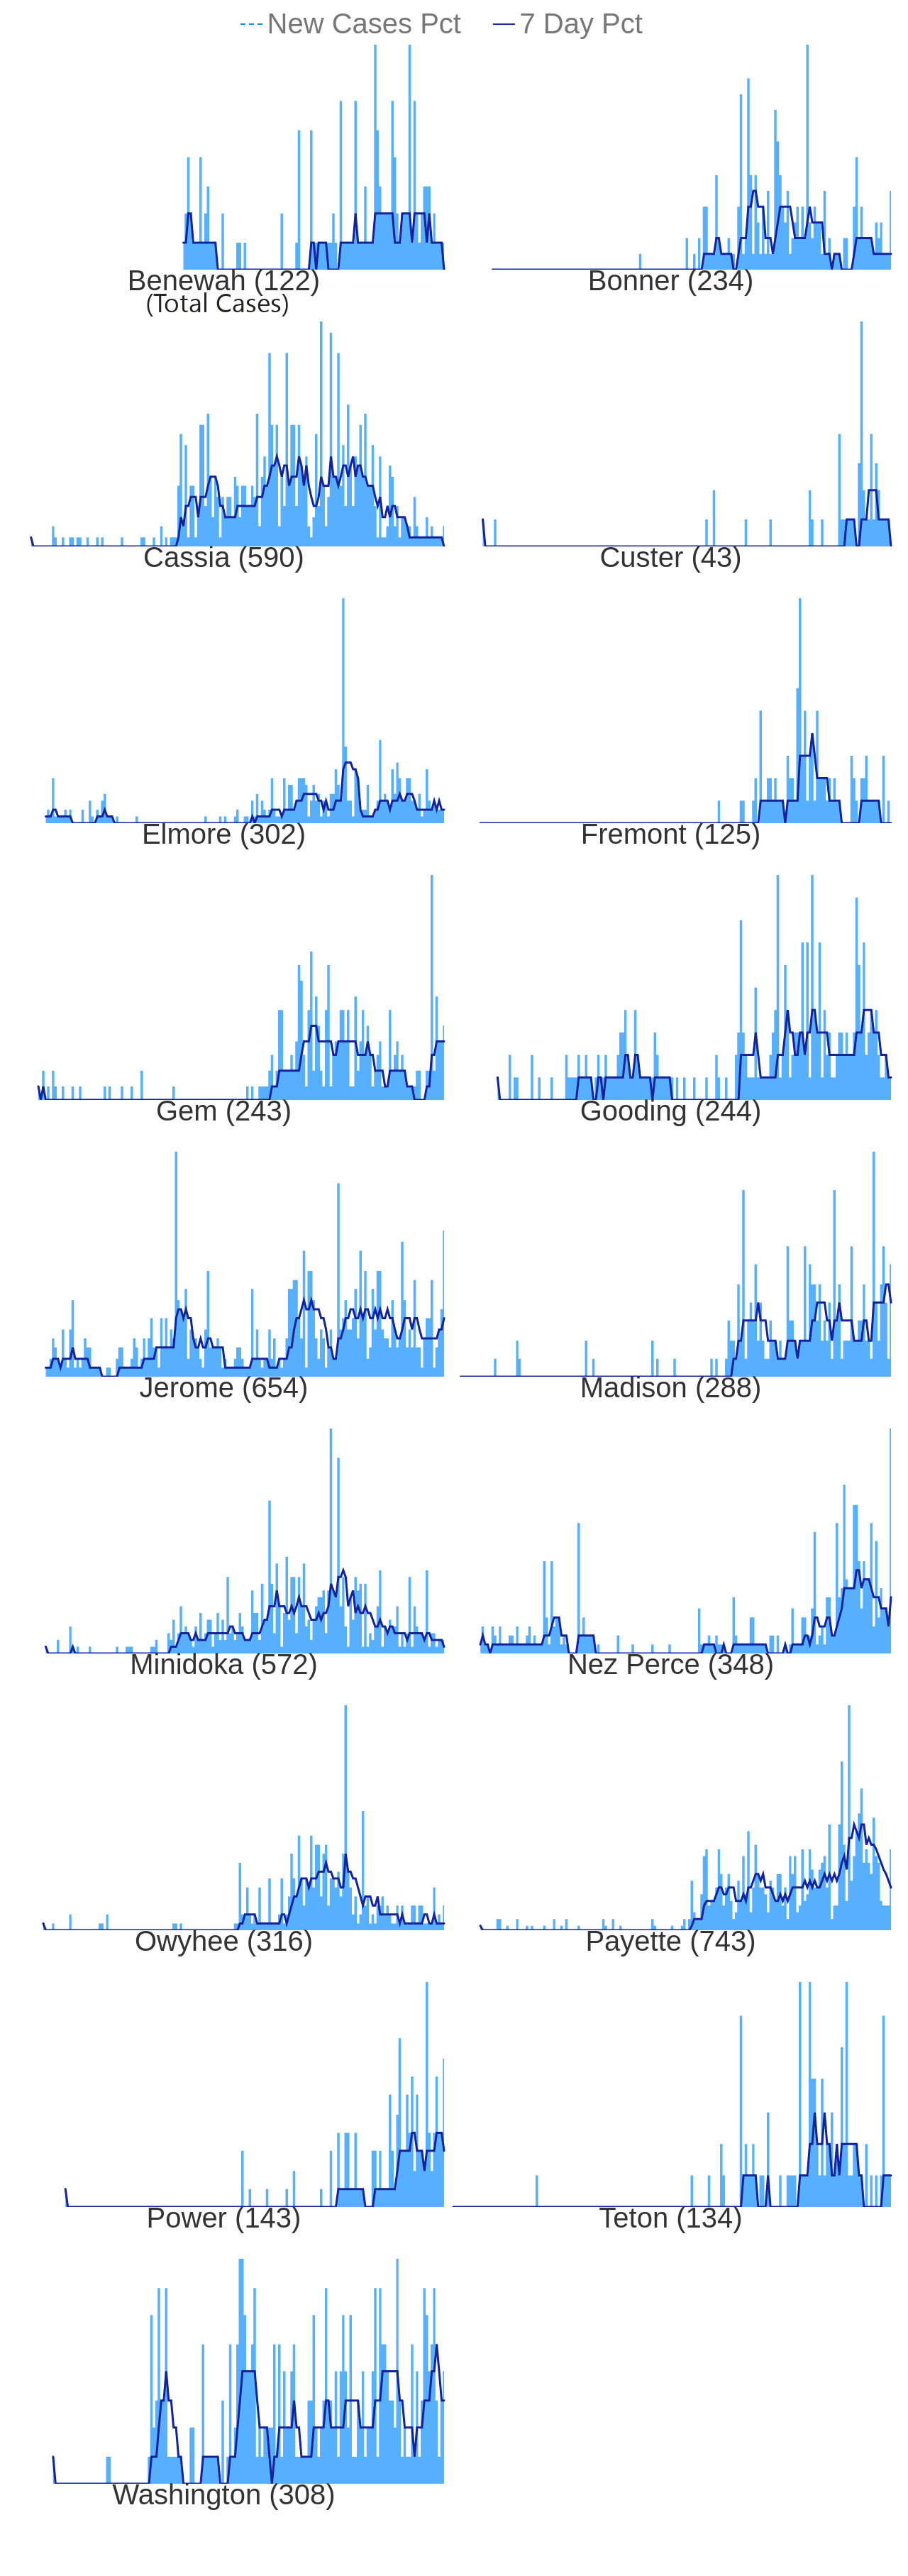 New Cases Pct 7 Day Pct
Benewah (122) Bonner (234)
(Total Cases)
Cassia (590) Custer (43)
Elmore (302) Fremont (125)
Gem (243) Gooding (244)
Jerome (654) Madison (288)
Minidoka (572) Nez Perce (348)
Owyhee (316) Payette (743)
Power (143) Teton (134)
Washington (308)